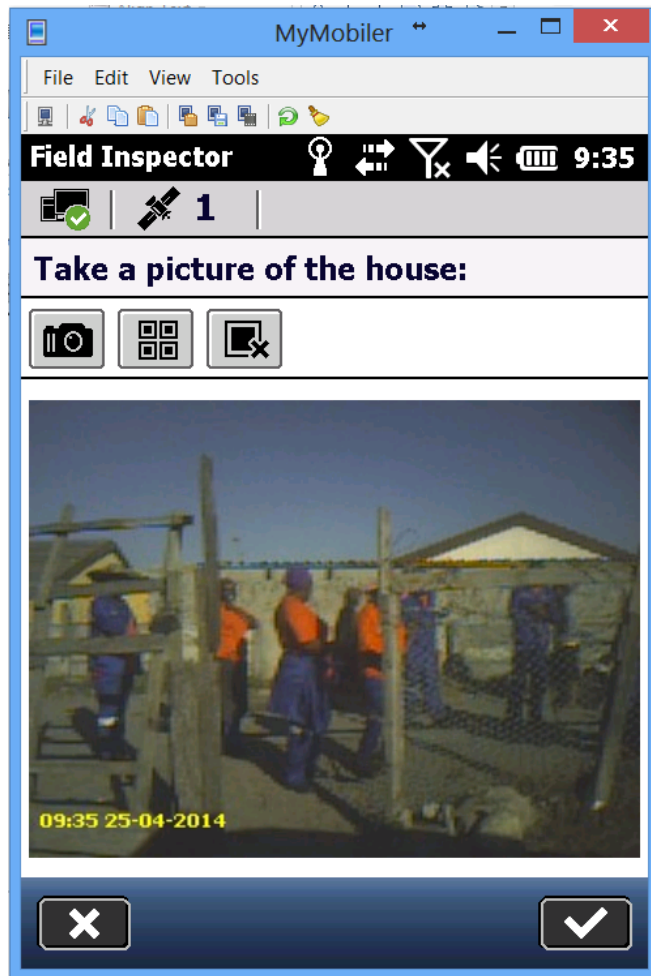 MyMobiler
File Edit View Tools
Field Inspector 9:35
1
Take a picture of the house:
09:35 25-04-2014